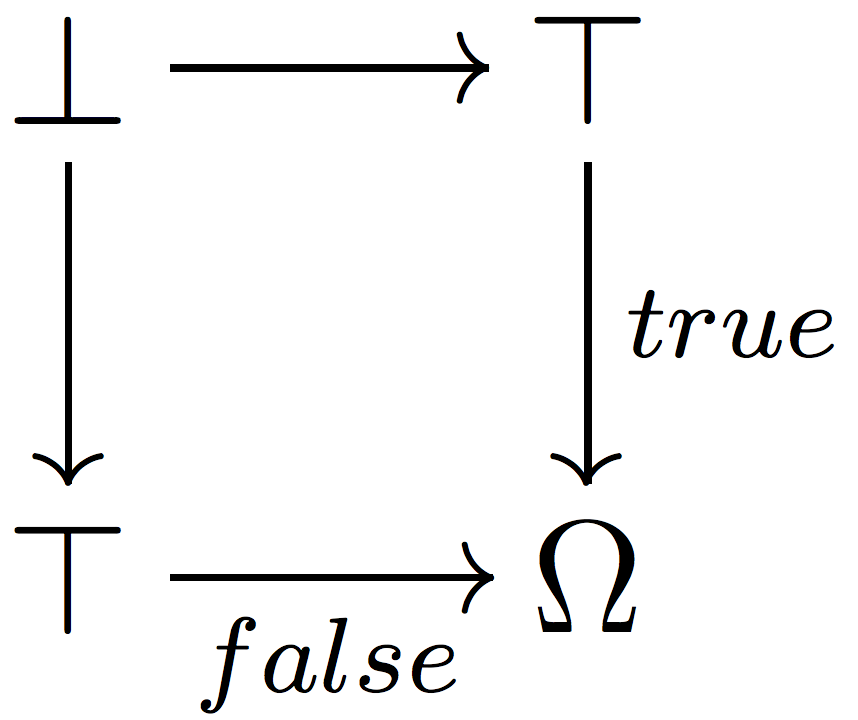 ⊥ ⊤
true
⊤ Ω
false